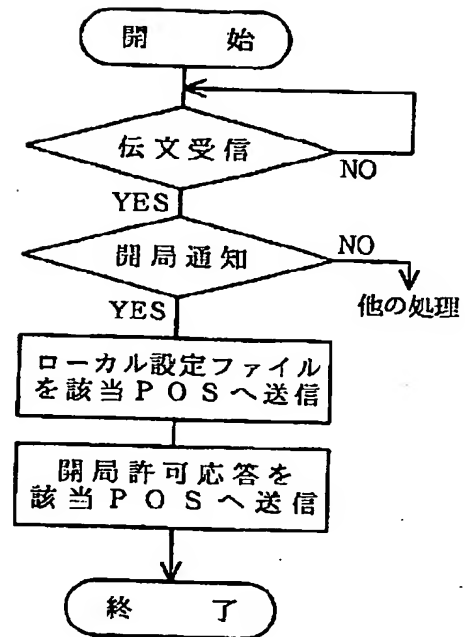 開始
伝文受信
NO
YES
開局通知
NO
YES
他の処理
ローカル設定ファイル
を該当POSへ送信
開局許可応答を
該当POSへ送信
終了